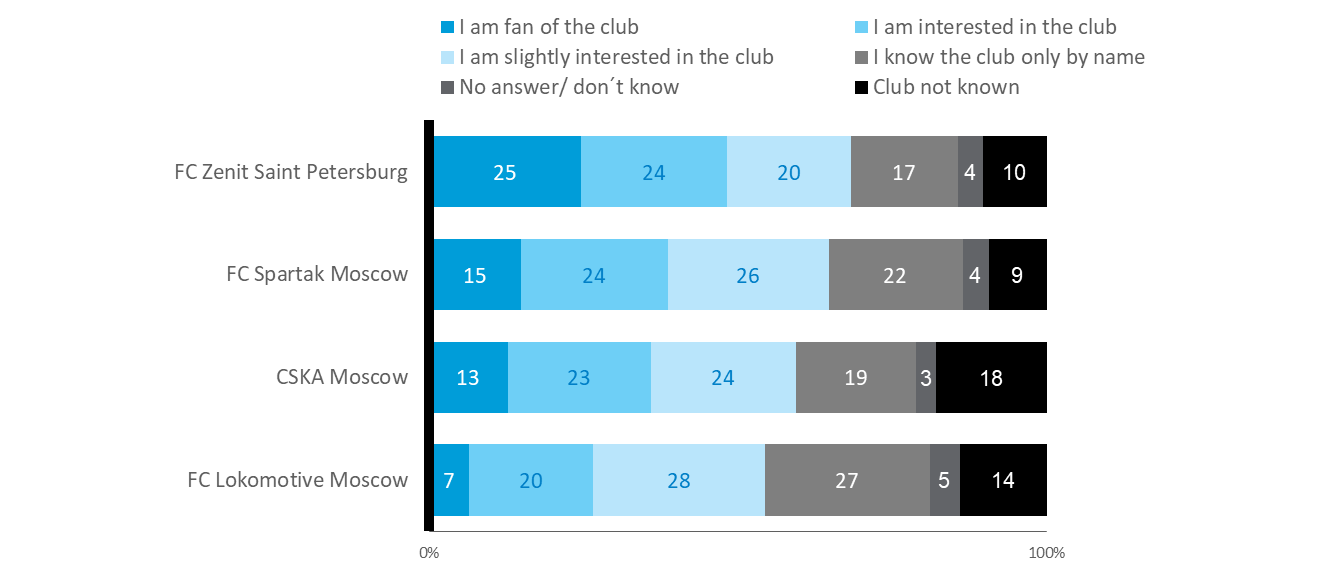 I am fan of the club I am interested in the club
I am slightly interested in the club I know the club only by name
No answer/ don´t know Club not known
FC Zenit Saint Petersburg 25 24 20 17 4 10
FC Spartak Moscow 15 24 26 22 4 9
CSKA Moscow 13 23 24 19 3 18
FC Lokomotive Moscow 7 20 28 27 5 14
0% 100%